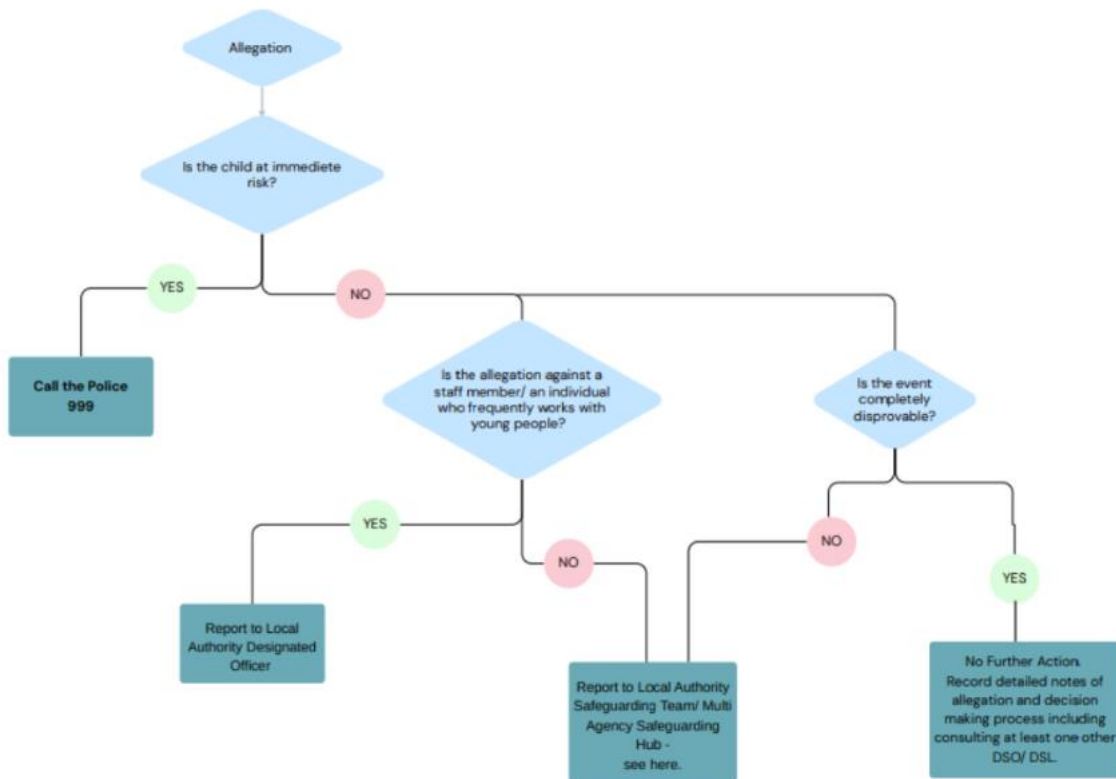 Allegation
Is the child at immediete
risk?
YES
NO
Call the Police
999
Is the allegation against a
staff member/ an individual
who frequently works with
young people?
Is the event
completely
disprovable?
YES
NO
NO
YES
Report to Local
Authority Designated
Officer
Report to Local Authority
Safeguarding Team/ Multi
Agency Safeguarding
Hub -
see here.
No Further Action.
Record detailed notes of
allegation and decision
making process including
consulting at least one other
DSO/ DSL.